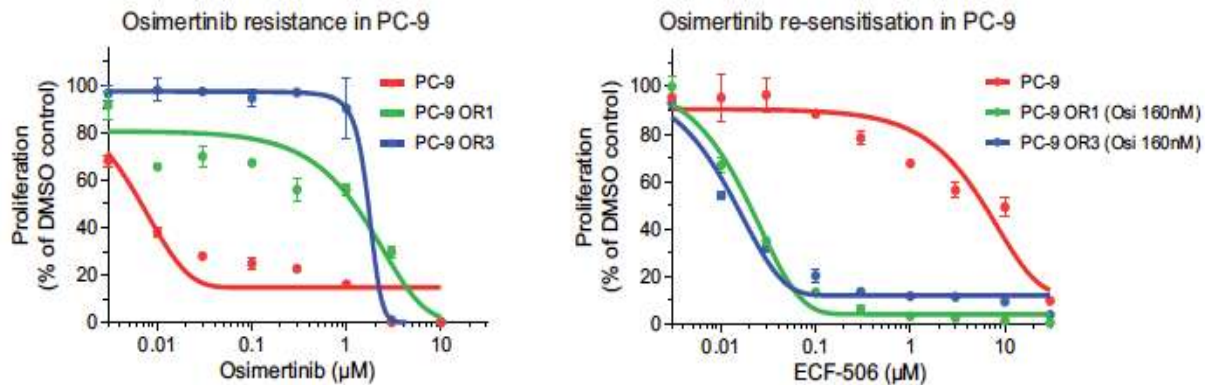 Osimertinib resistance in PC-9
Proliferation
(% of DMSO control)
100
80
60
40
20
0
0.01
0.1
1
10
Osimertinib (µM)
PC-9
PC-9 OR1
PC-9 OR3
Osimertinib re-sensitisation in PC-9
Proliferation
(% of DMSO control)
100
80
60
40
20
0
0.01
0.1
1
10
ECF-506 (µM)
PC-9
PC-9 OR1 (Osi 160nM)
PC-9 OR3 (Osi 160nM)